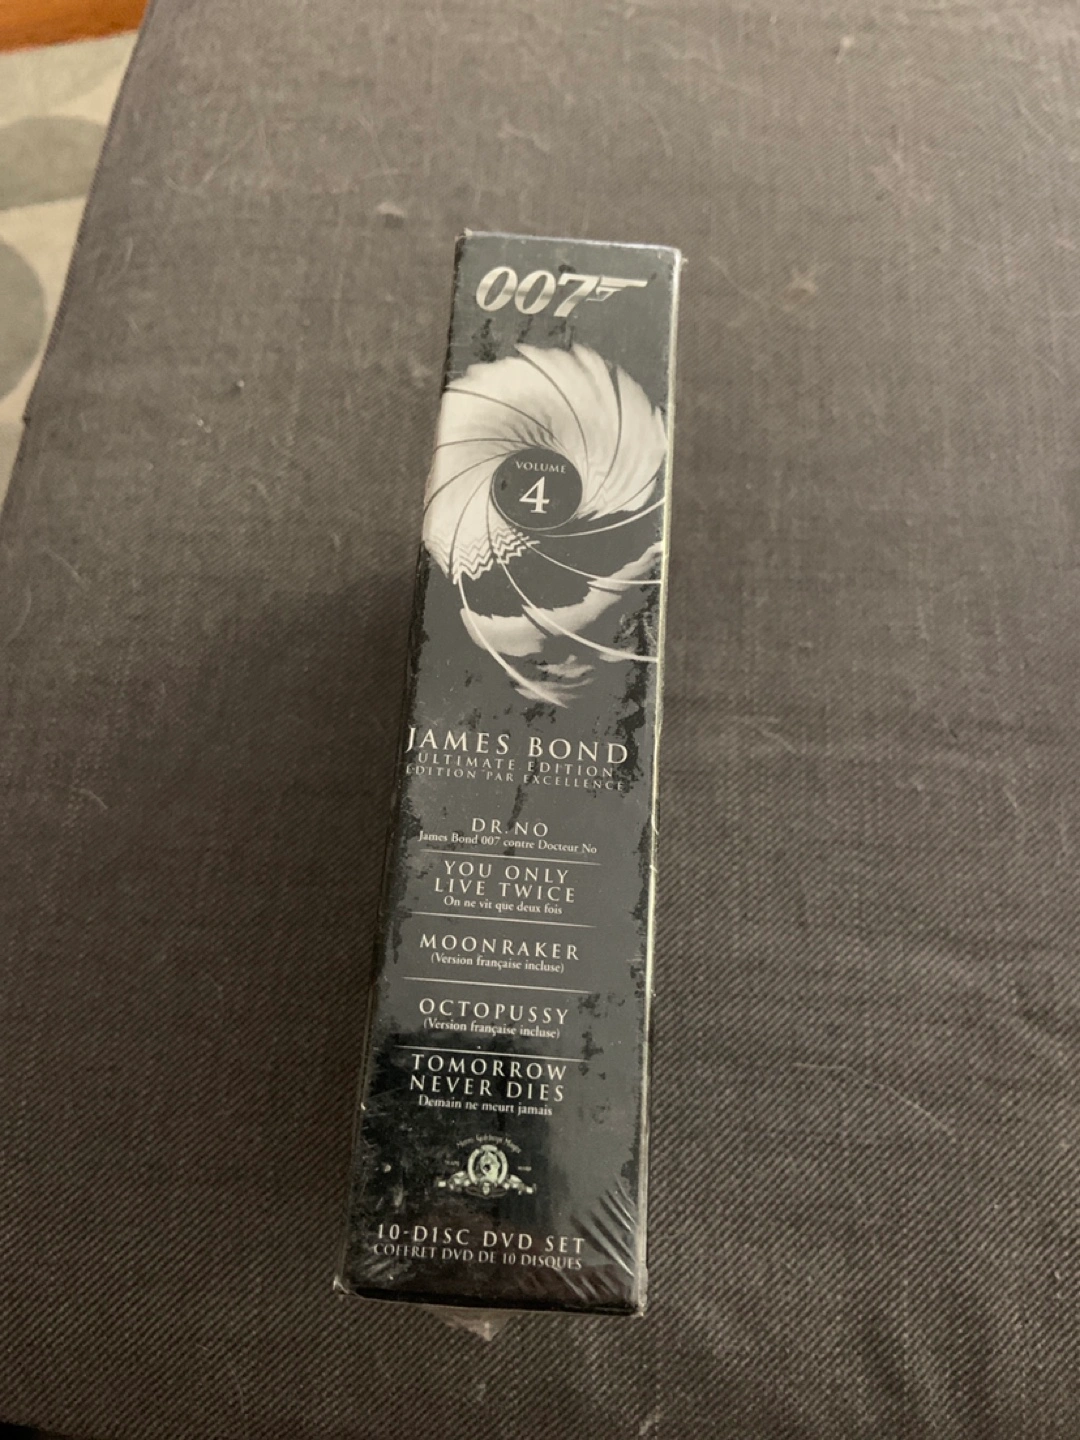 007
VOLUME
4
JAMES BOND
ULTIMATE EDITION
ÉDITION PAR EXCELLENCE
DR. NO
James Bond 007 contre Docteur No
YOU ONLY
LIVE TWICE
On ne vit que deux fois
MOONRAKER
(Version française incluse)
OCTOPUSSY
(Version française incluse)
TOMORROW
NEVER DIES
Demain ne meurt jamais
10-DISC DVD SET
COFFRET DVD DE 10 DISQUES